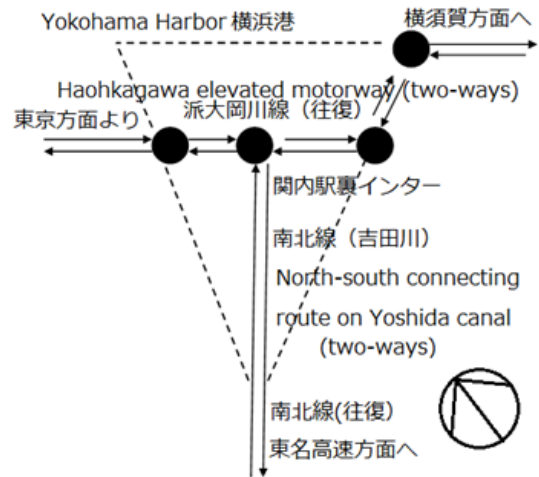 Yokohama Harbor 横浜港
横須賀方面へ
Haohkagawa elevated motorway (two-ways)
派大岡川線（往復）
東京方面より
関内駅裏インター
南北線（吉田川）
North-south connecting
route on Yoshida canal
(two-ways)
南北線(往復）
東名高速方面へ